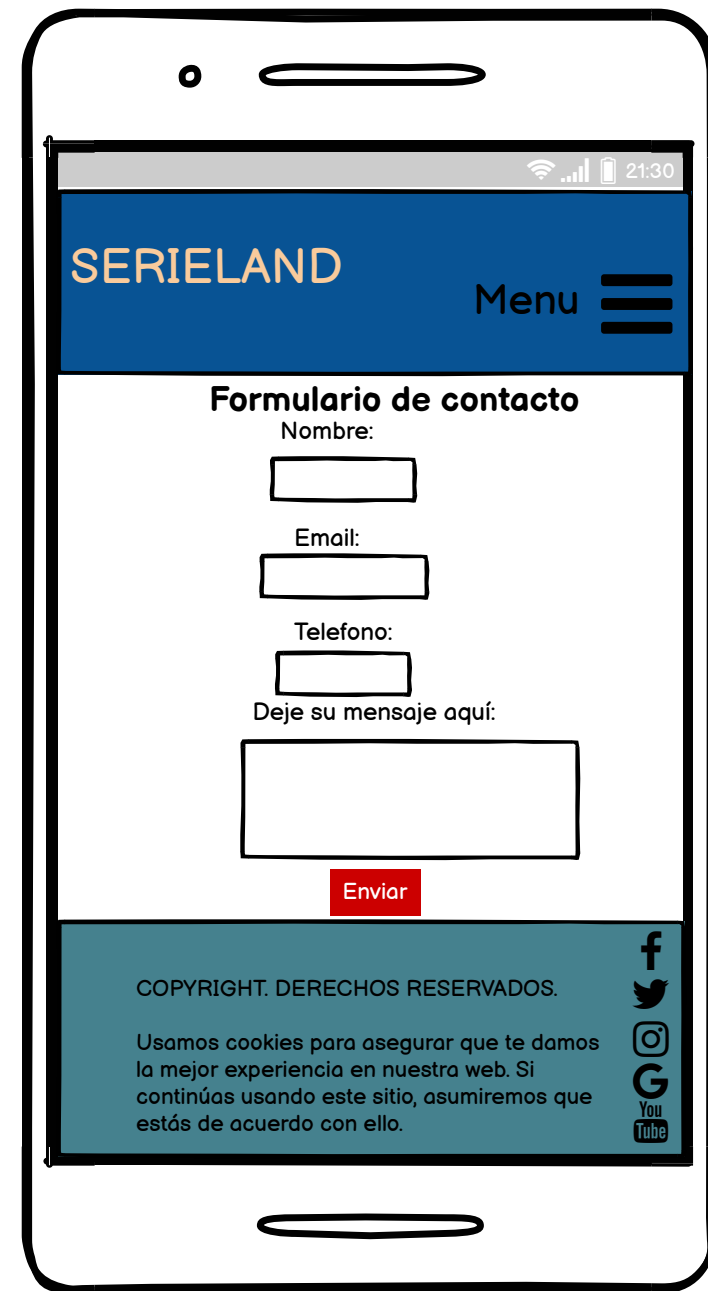 21:30
SERIELAND
Menu
Formulario de contacto
Nombre:
Email:
Telefono:
Deje su mensaje aquí:
Enviar
COPYRIGHT. DERECHOS RESERVADOS.
Usamos cookies para asegurar que te damos
la mejor experiencia en nuestra web. Si
continúas usando este sitio, asumiremos que
estás de acuerdo con ello.
f
G
You
Tube